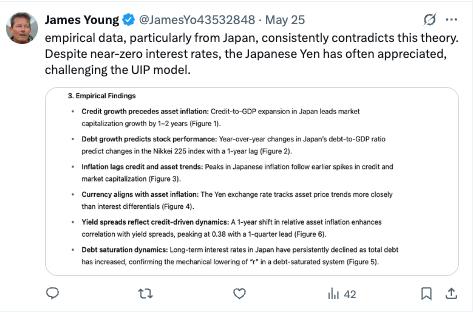 James Young @JamesYo43532848 · May 25
empirical data, particularly from Japan, consistently contradicts this theory.
Despite near-zero interest rates, the Japanese Yen has often appreciated,
challenging the UIP model.
3. Empirical Findings
• Credit growth precedes asset inflation: Credit-to-GDP expansion in Japan leads market
capitalization growth by 1–2 years (Figure 1).
• Debt growth predicts stock performance: Year-over-year changes in Japan's debt-to-GDP ratio
predict changes in the Nikkei 225 index with a 1-year lag (Figure 2).
• Inflation lags credit and asset trends: Peaks in Japanese inflation follow earlier spikes in credit and
market capitalization (Figure 3).
• Currency aligns with asset inflation: The Yen exchange rate tracks asset price trends more closely
than interest differentials (Figure 4).
• Yield spreads reflect credit-driven dynamics: A 1-year shift in relative asset inflation enhances
correlation with yield spreads, peaking at 0.38 with a 1-quarter lead (Figure 6).
• Debt saturation dynamics: Long-term interest rates in Japan have persistently declined as total debt
has increased, confirming the mechanical lowering of "r" in a debt-saturated system (Figure 5).
42